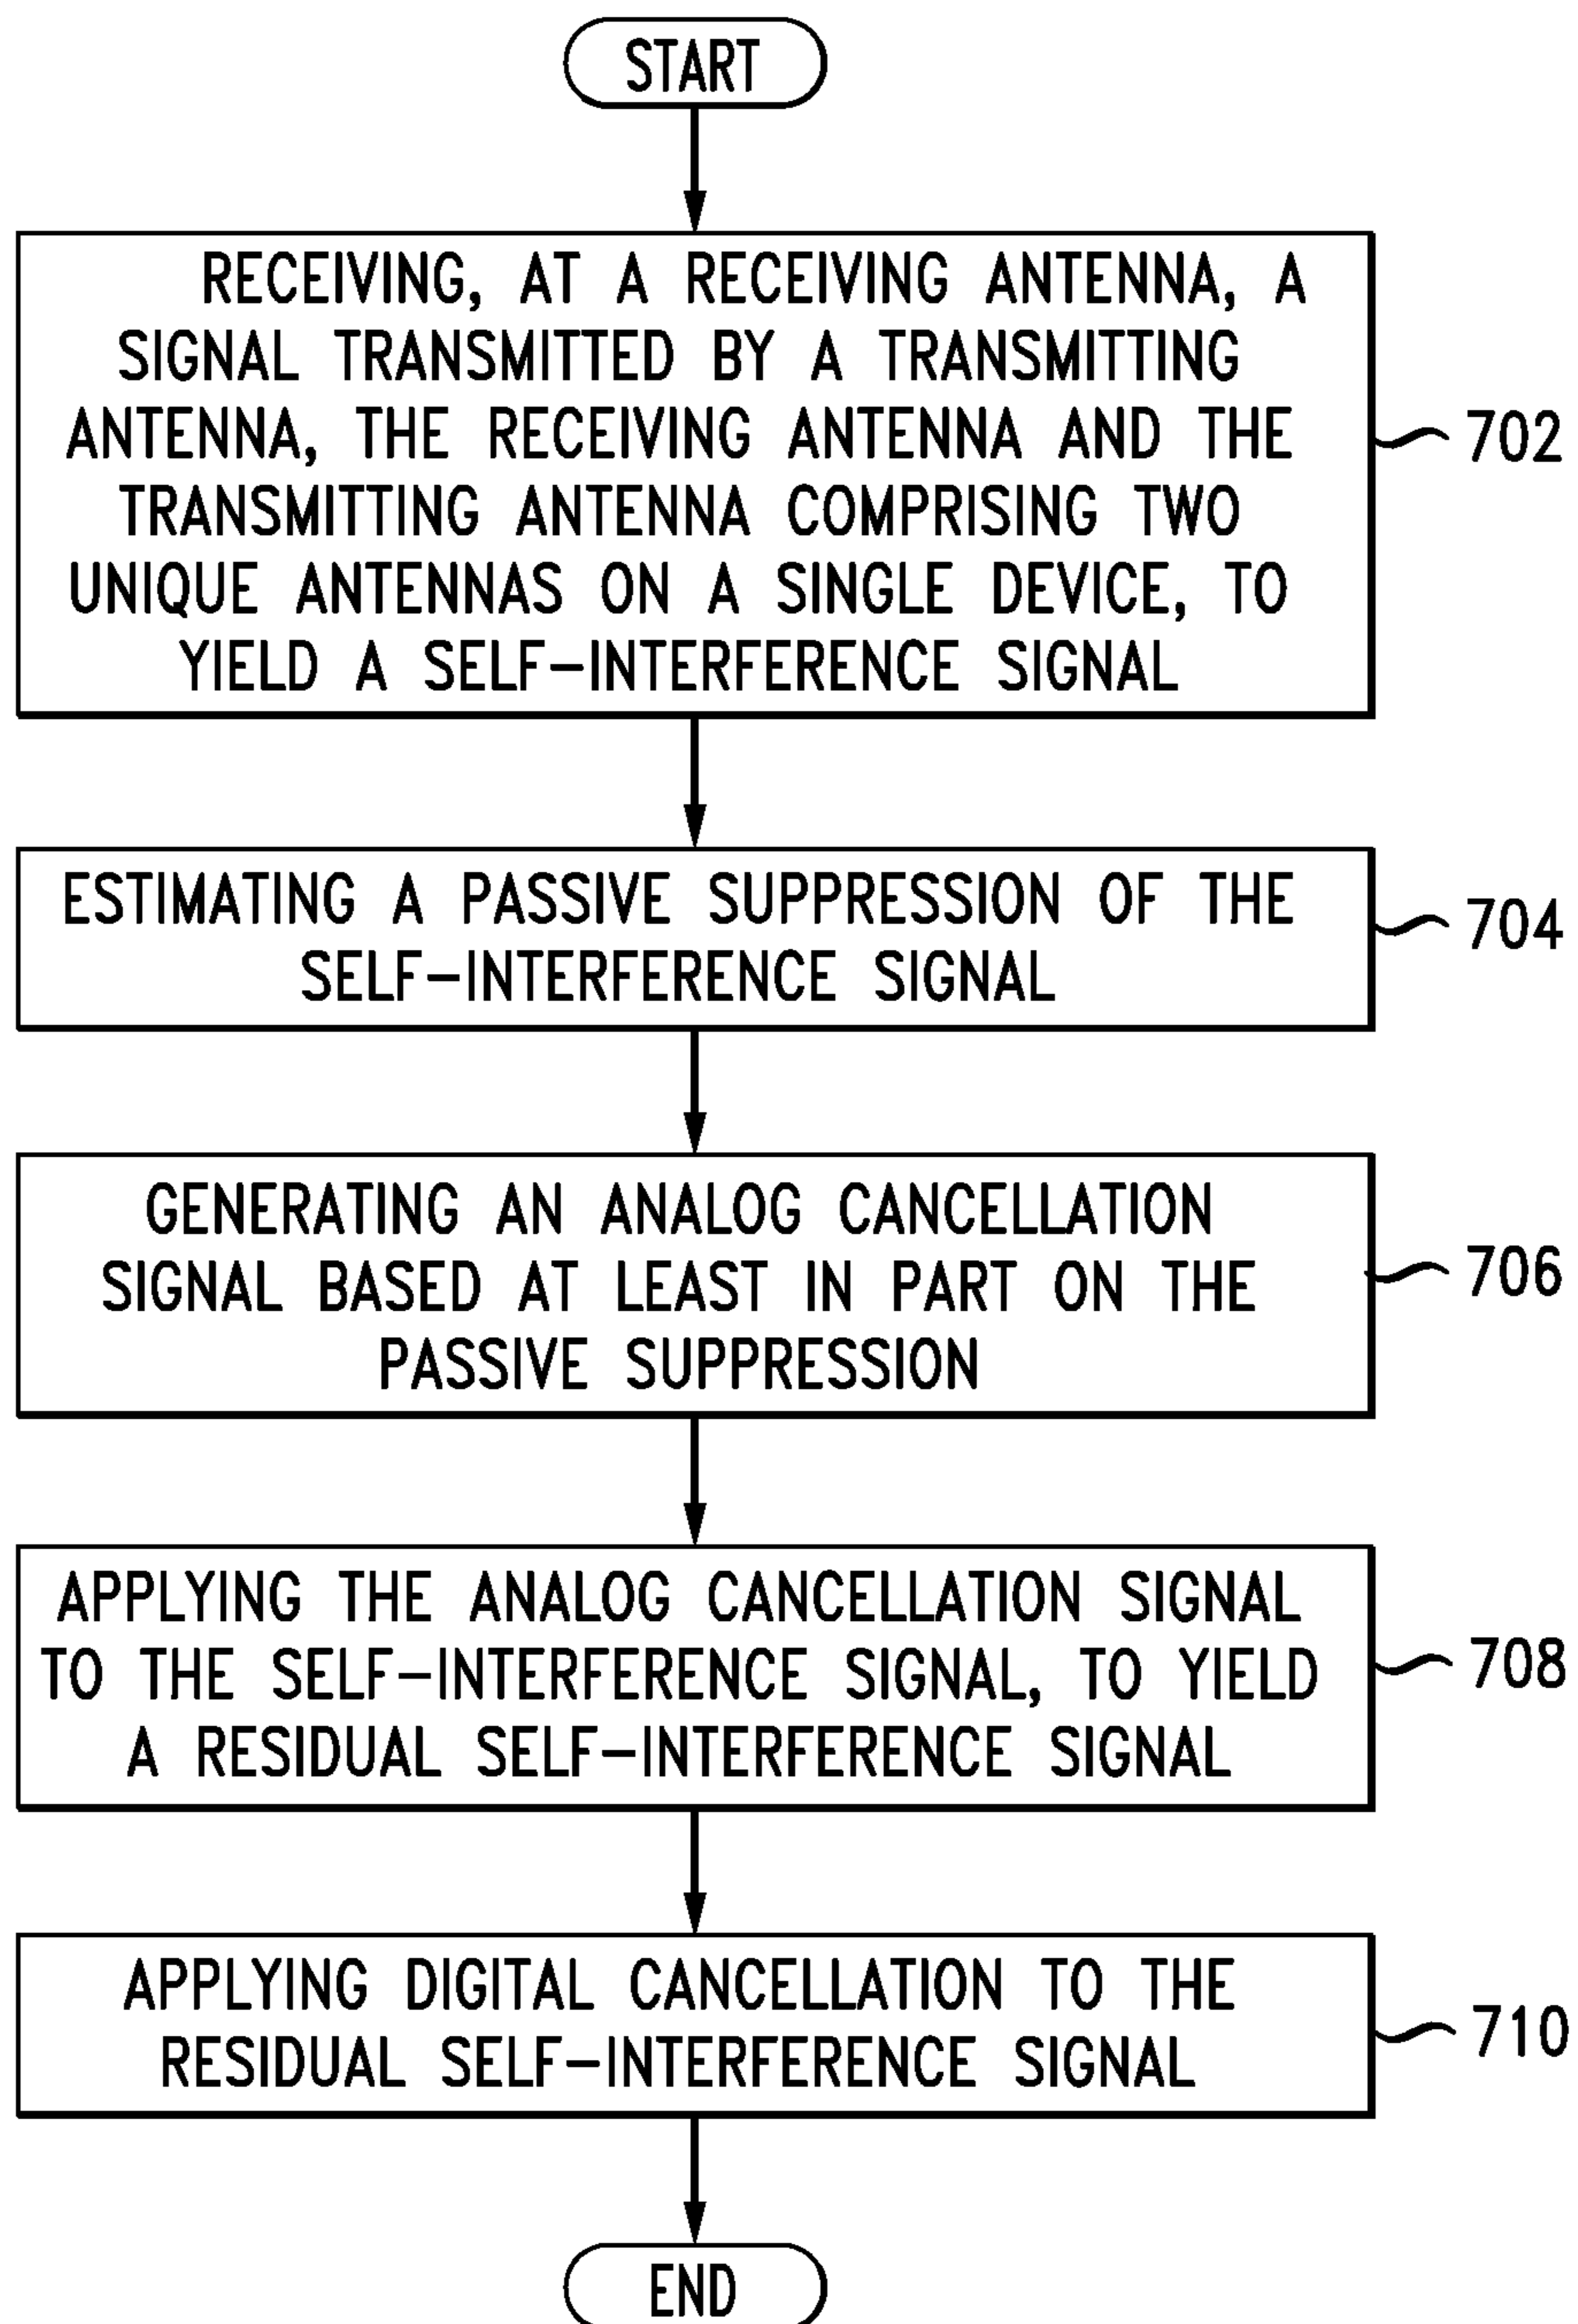 START
RECEIVING, AT A RECEIVING ANTENNA, A
SIGNAL TRANSMITTED BY A TRANSMITTING
ANTENNA, THE RECEIVING ANTENNA AND THE
TRANSMITTING ANTENNA COMPRISING TWO
UNIQUE ANTENNAS ON A SINGLE DEVICE, TO
YIELD A SELF-INTERFERENCE SIGNAL
702
ESTIMATING A PASSIVE SUPPRESSION OF THE
SELF-INTERFERENCE SIGNAL
704
GENERATING AN ANALOG CANCELLATION
SIGNAL BASED AT LEAST IN PART ON THE
PASSIVE SUPPRESSION
706
APPLYING THE ANALOG CANCELLATION SIGNAL
TO THE SELF-INTERFERENCE SIGNAL, TO YIELD
A RESIDUAL SELF-INTERFERENCE SIGNAL
708
APPLYING DIGITAL CANCELLATION TO THE
RESIDUAL SELF-INTERFERENCE SIGNAL
710
END